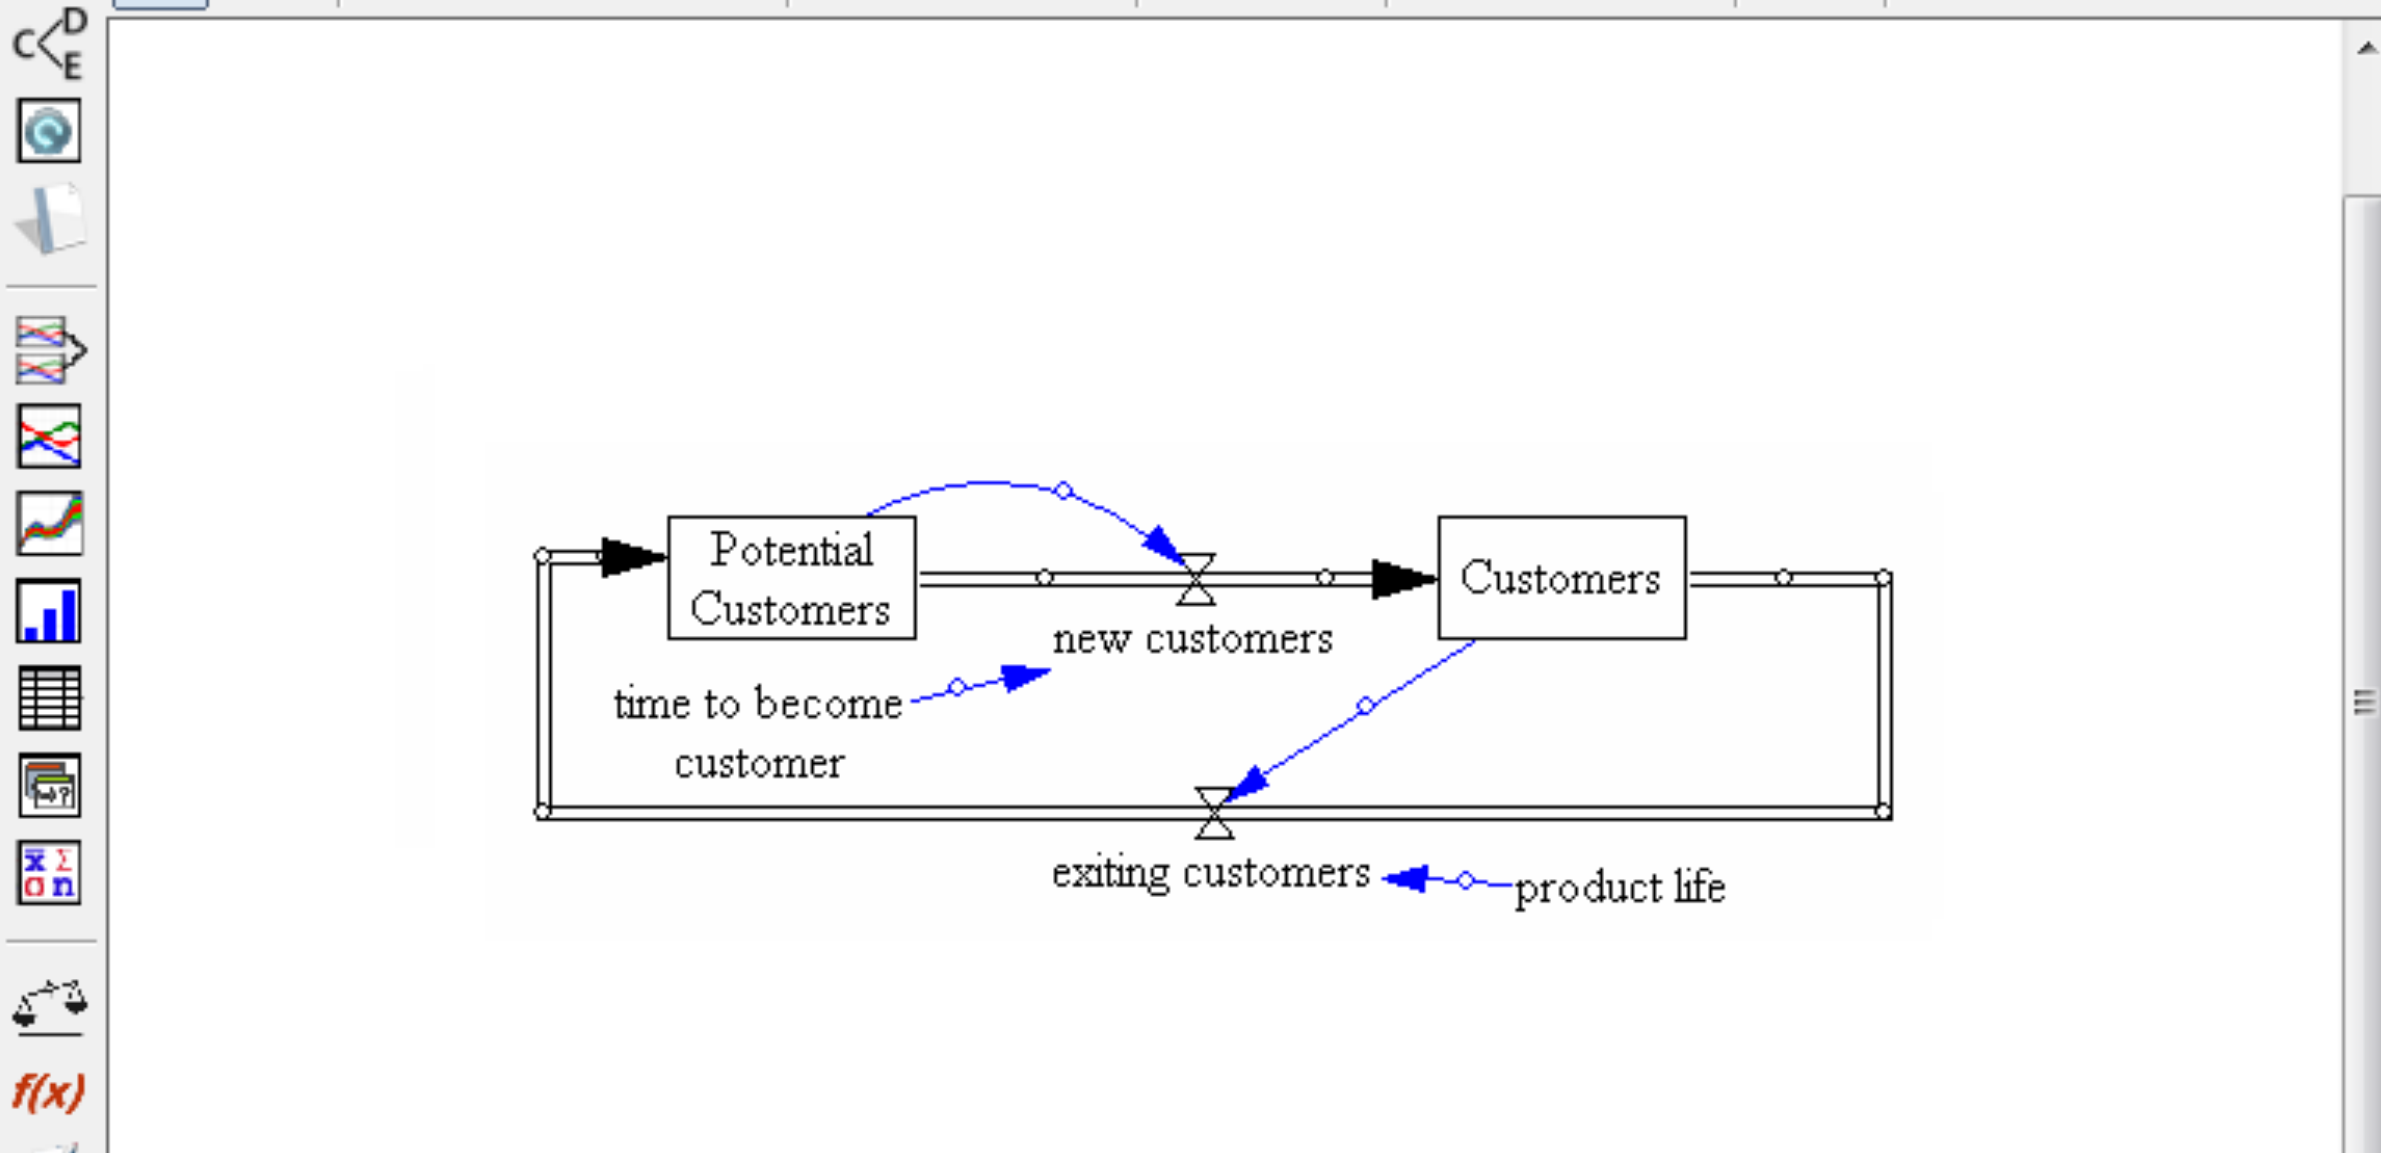 C
D
E
Potential
Customers
Customers
new customers
time to become
customer
exiting customers
product life
?
x Σ
σ n
f(x)